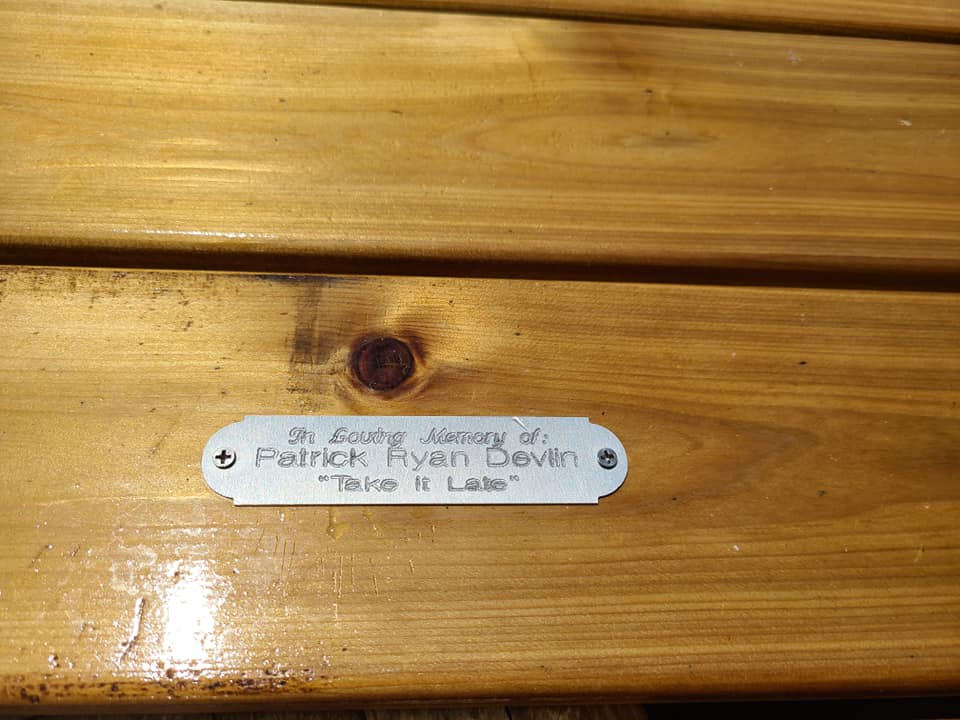 In Loving Memory of:
Patrick Ryan Devlin
"Take it Late"